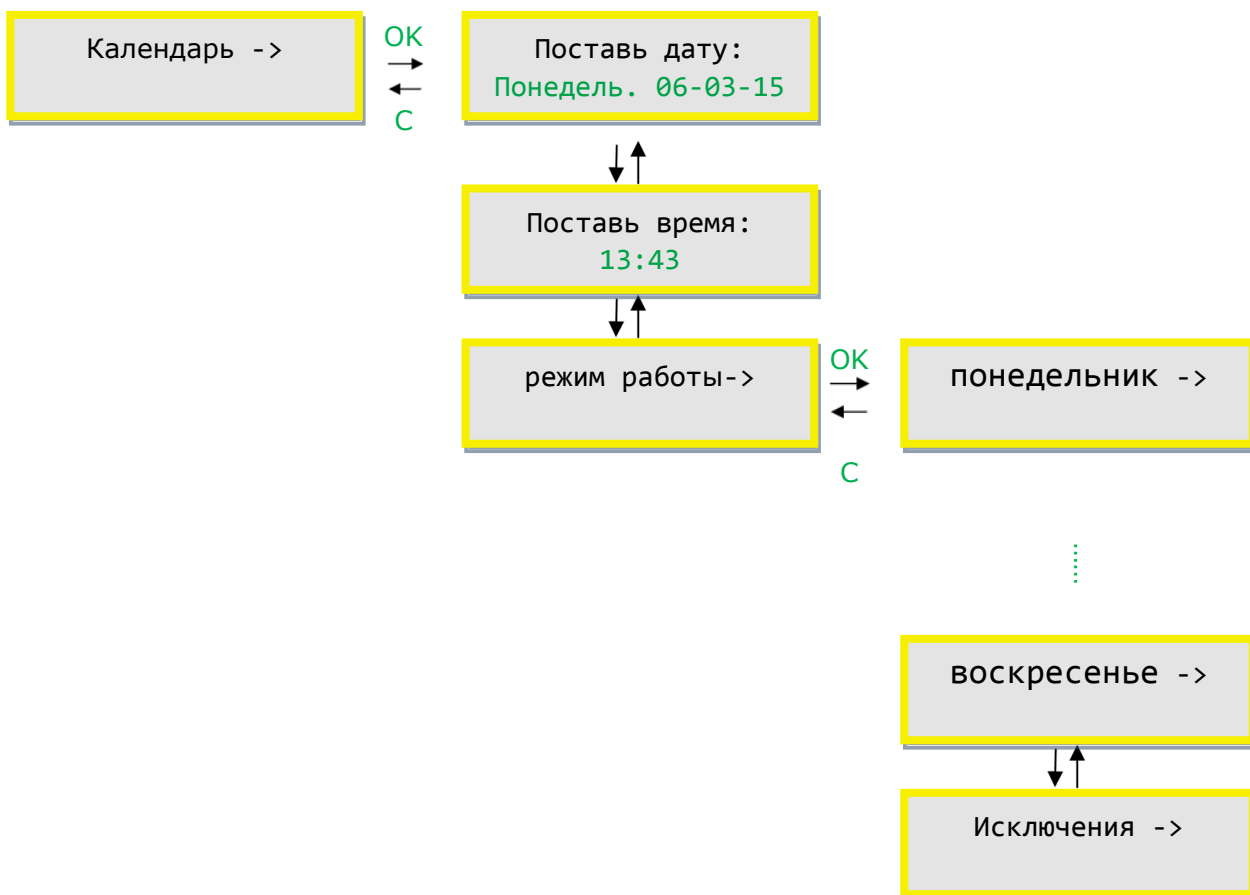 Календарь ->
OK
C
Поставь дату:
Понедель. 06-03-15
Поставь время:
13:43
режим работы->
OK
C
понедельник ->
воскресенье ->
Исключения ->